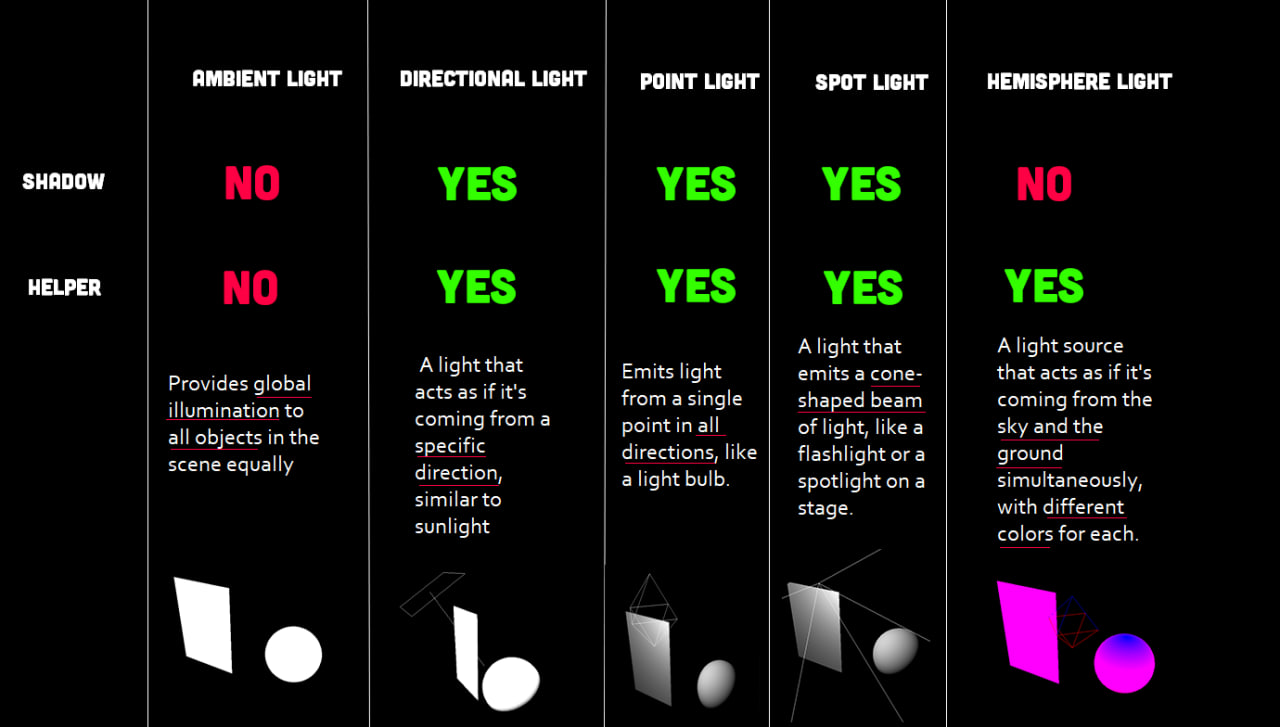 AMBIENT LIGHT
DIRECTIONAL LIGHT
POINT LIGHT
SPOT LIGHT
HEMISPHERE LIGHT
SHADOW
NO
YES
YES
YES
NO
HELPER
NO
YES
YES
YES
YES
Provides global
illumination to
all objects in the
scene equally
A light that
acts as if it's
coming from a
specific
direction,
similar to
sunlight
Emits light
from a single
point in all
directions, like
a light bulb.
A light that
emits a cone-
shaped beam
of light, like a
flashlight or a
spotlight on a
stage.
A light source
that acts as if it's
coming from the
sky and the
ground
simultaneously,
with different
colors for each.